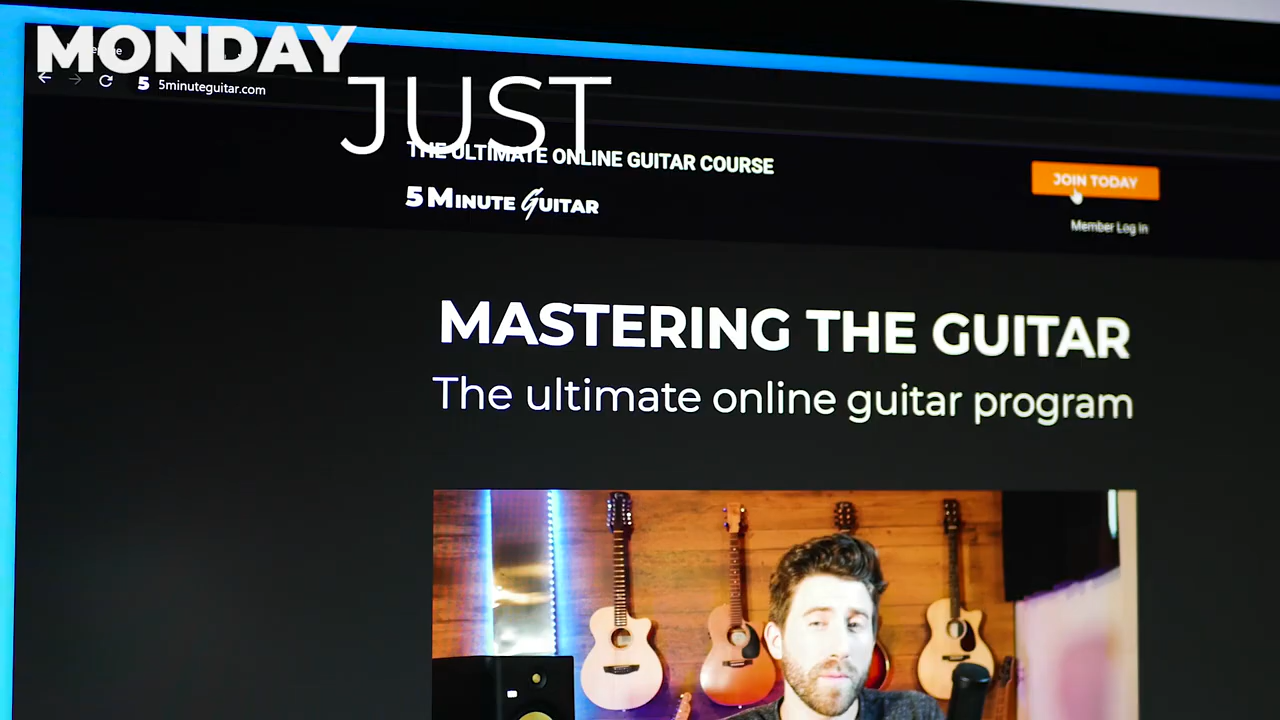 MONDAY
JUST
5 5minuteguitar.com
THE ULTIMATE ONLINE GUITAR COURSE
5 MINUTE GUITAR
JOIN TODAY
Member Log In
MASTERING THE GUITAR
The ultimate online guitar program